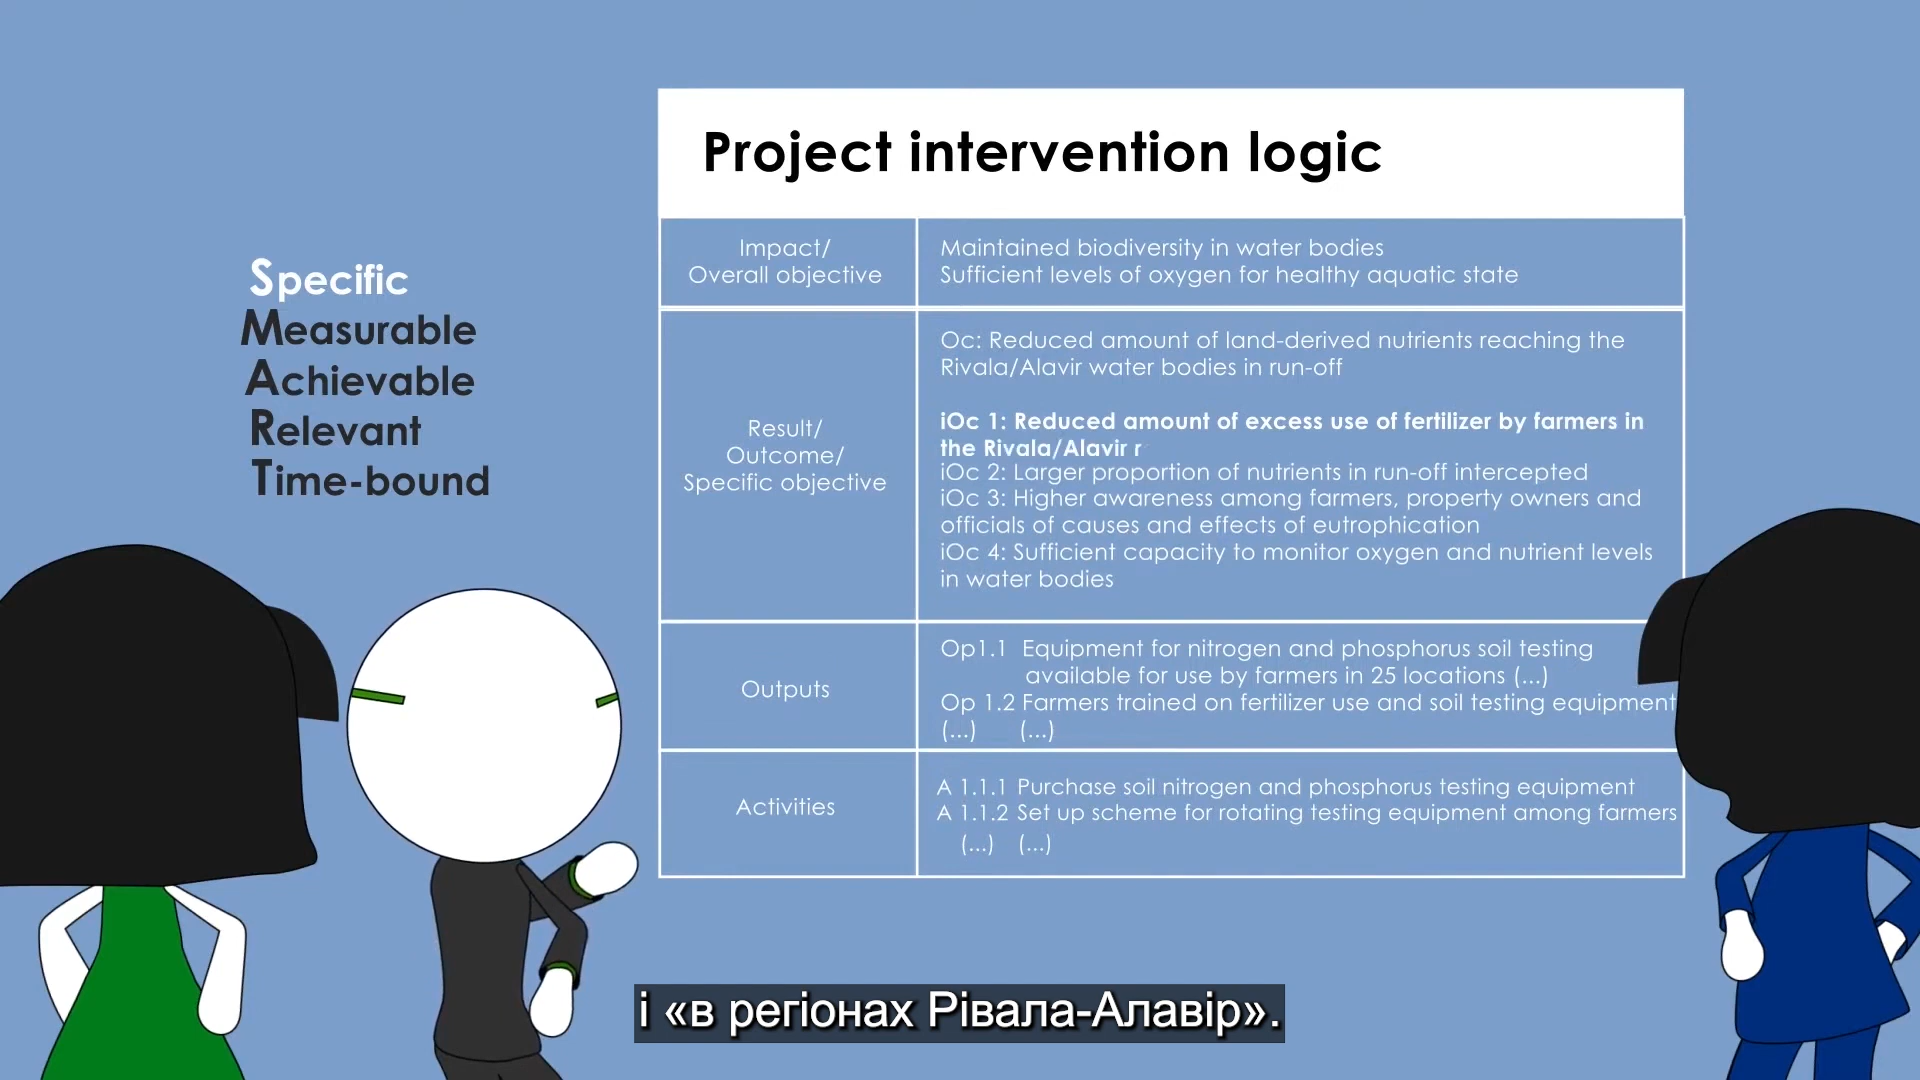 Project intervention logic
Specific
Measurable
Achievable
Relevant
Time-bound
Impact/
Overall objective
Maintained biodiversity in water bodies
Sufficient levels of oxygen for healthy aquatic state
Result/
Outcome/
Specific objective
Oc: Reduced amount of land-derived nutrients reaching the
Rivala/Alavir water bodies in run-off
iOc 1: Reduced amount of excess use of fertilizer by farmers in
the Rivala/Alavir r
iOc 2: Larger proportion of nutrients in run-off intercepted
iOc 3: Higher awareness among farmers, property owners and
officials of causes and effects of eutrophication
iOc 4: Sufficient capacity to monitor oxygen and nutrient levels
in water bodies
Outputs
Op1.1 Equipment for nitrogen and phosphorus soil testing
available for use by farmers in 25 locations (...)
Op 1.2 Farmers trained on fertilizer use and soil testing equipment
(...) (...)
Activities
A 1.1.1 Purchase soil nitrogen and phosphorus testing equipment
A 1.1.2 Set up scheme for rotating testing equipment among farmers
(...) (...)
і «в регіонах Рівала-Алавір».